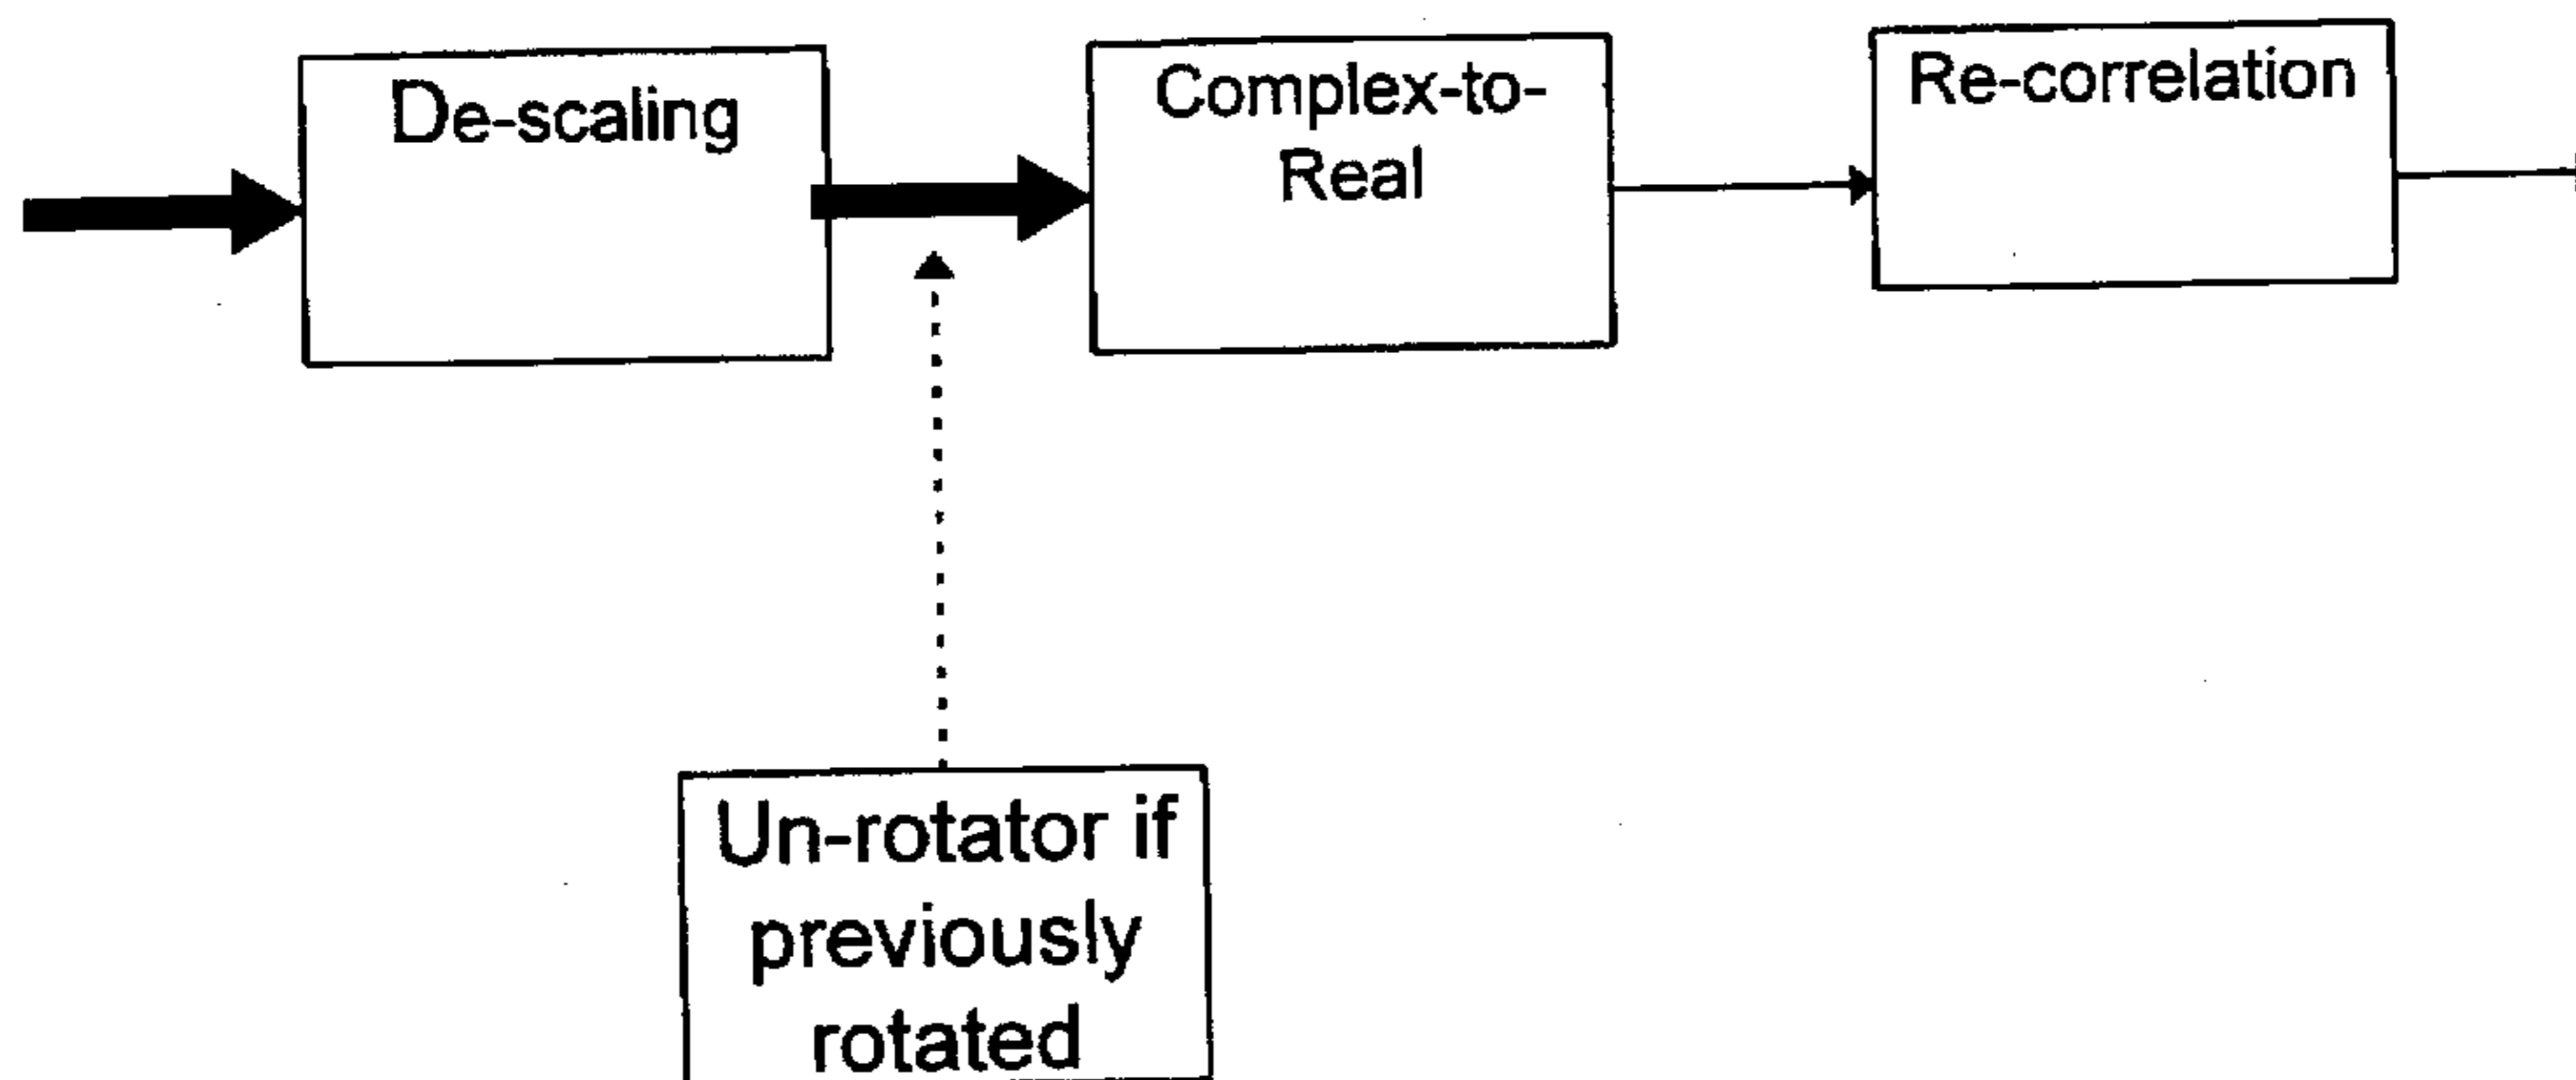 De-scaling
Complex-to-
Real
Re-correlation
Un-rotator if
previously
rotated